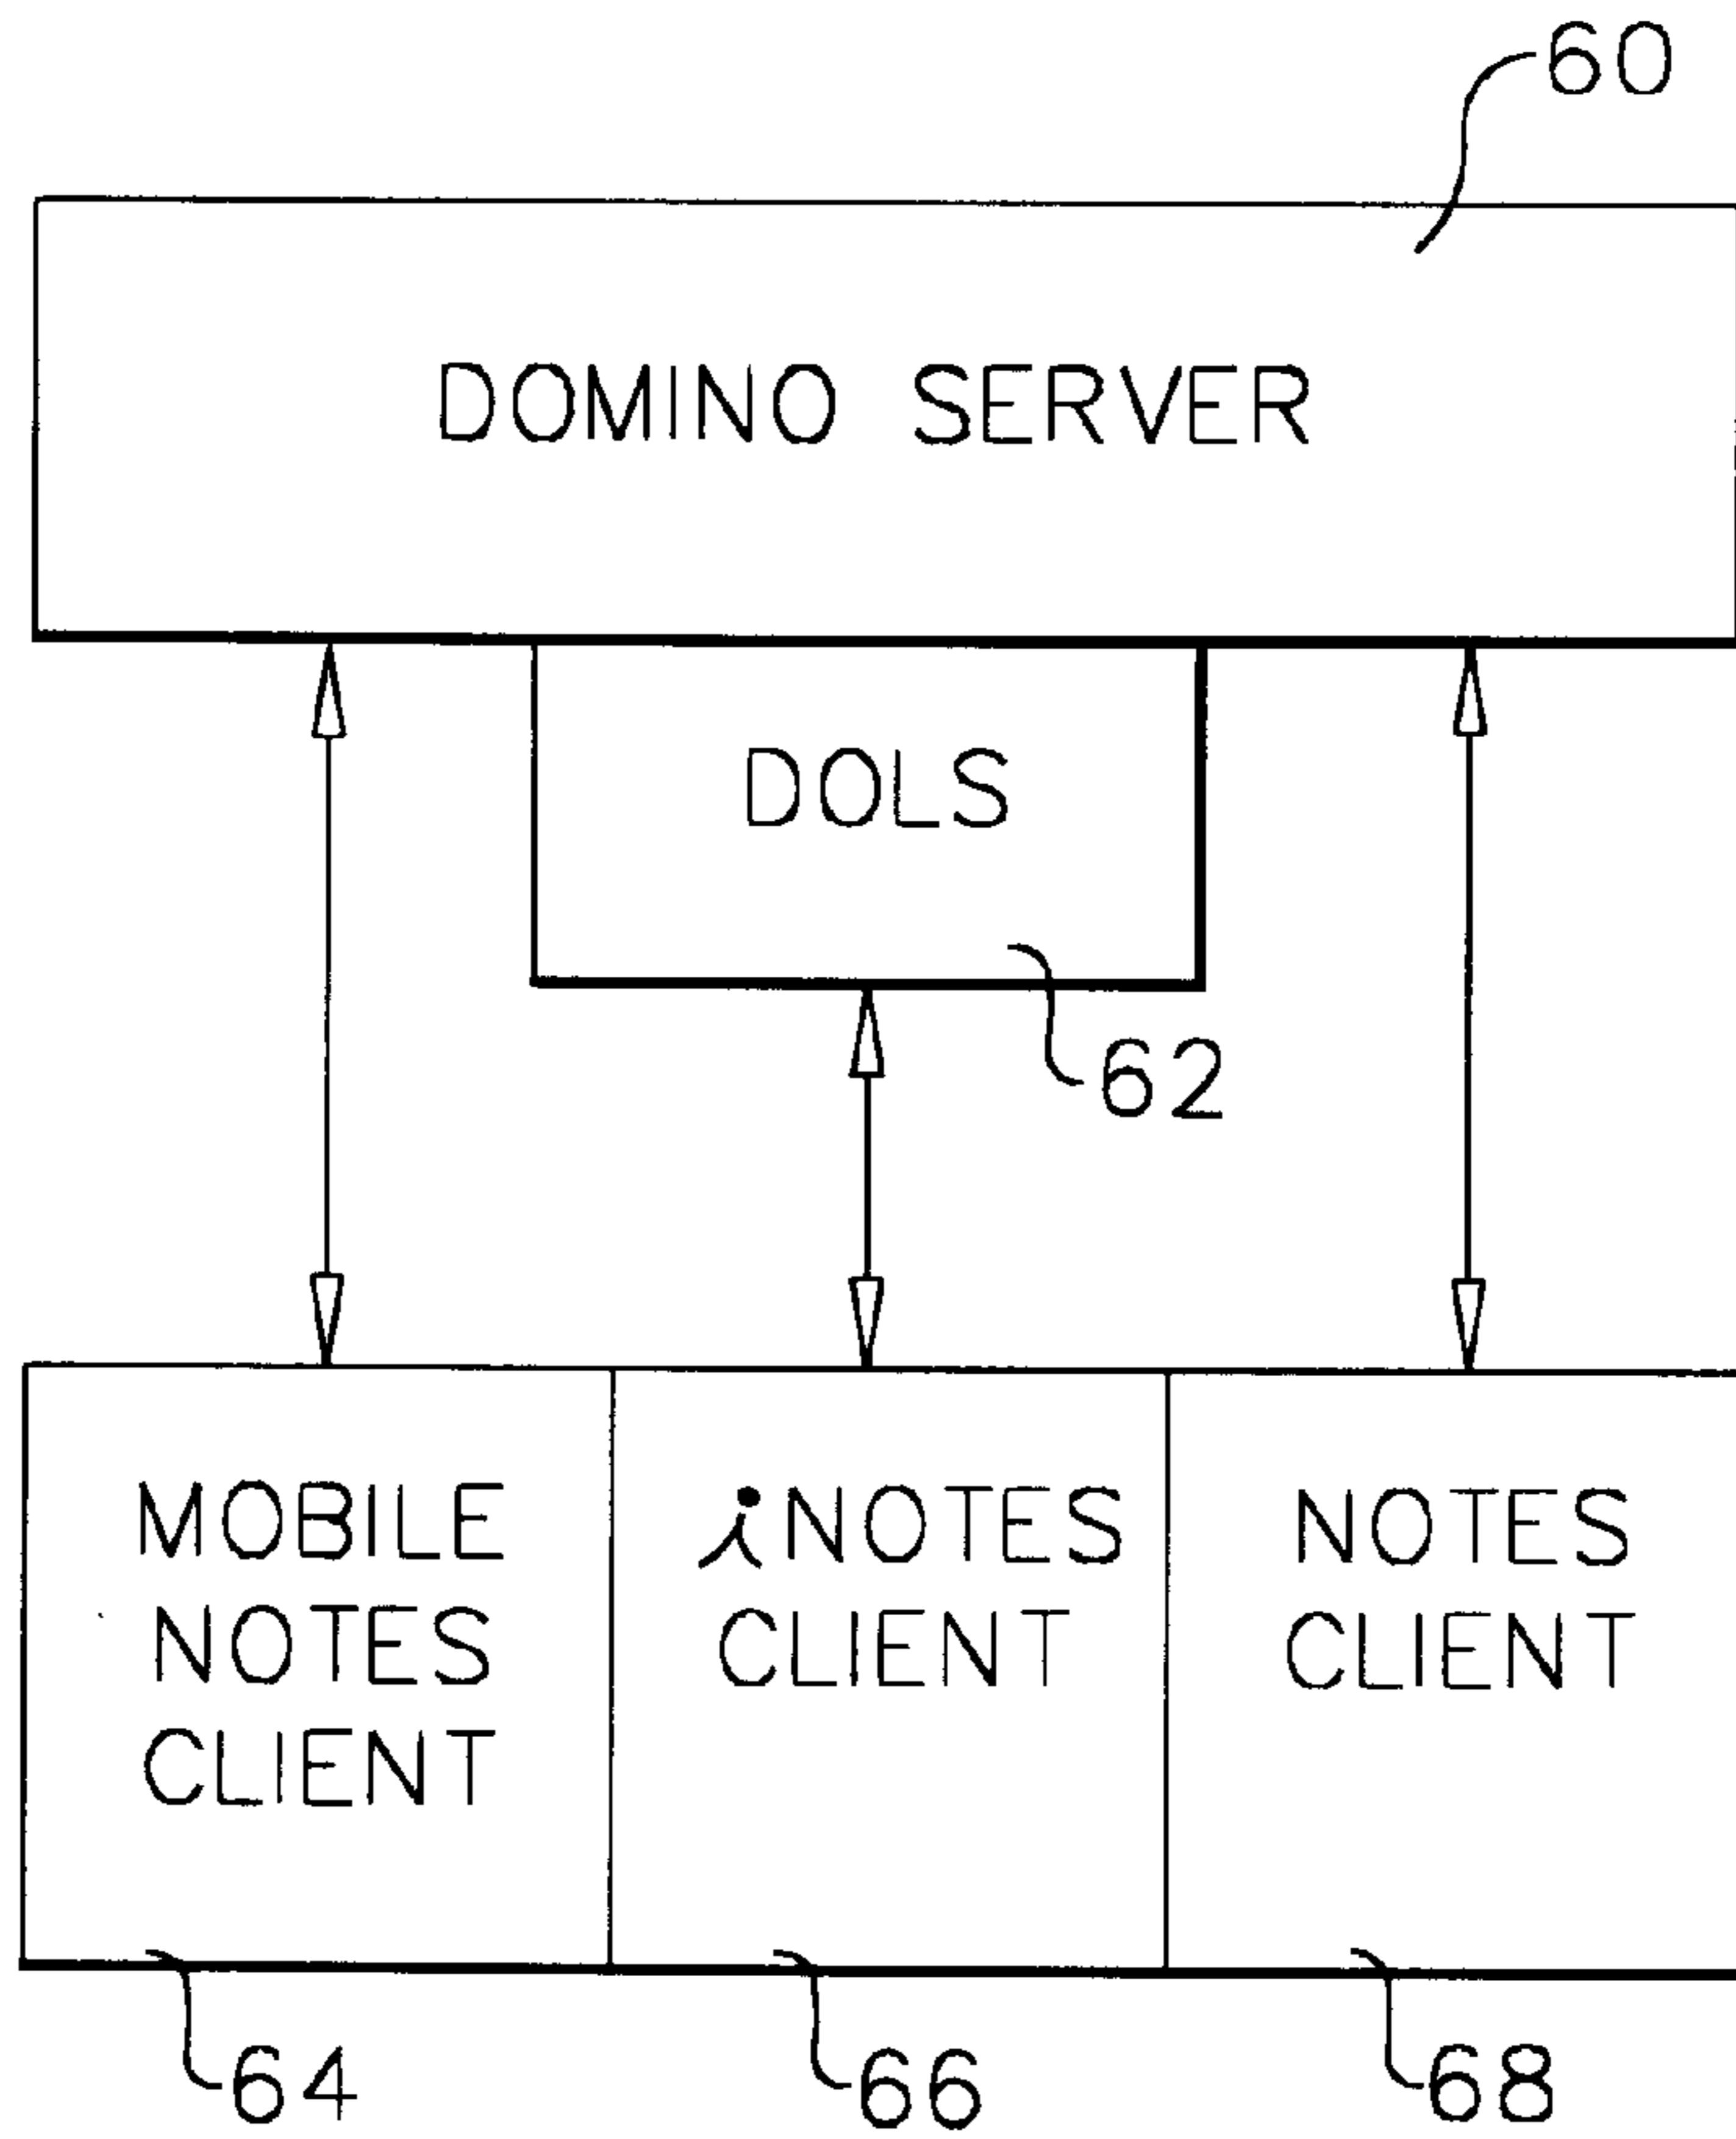 60
DOMINO SERVER
DOLS
62
MOBILE
NOTES
CLIENT
iNOTES
CLIENT
NOTES
CLIENT
64
66
68